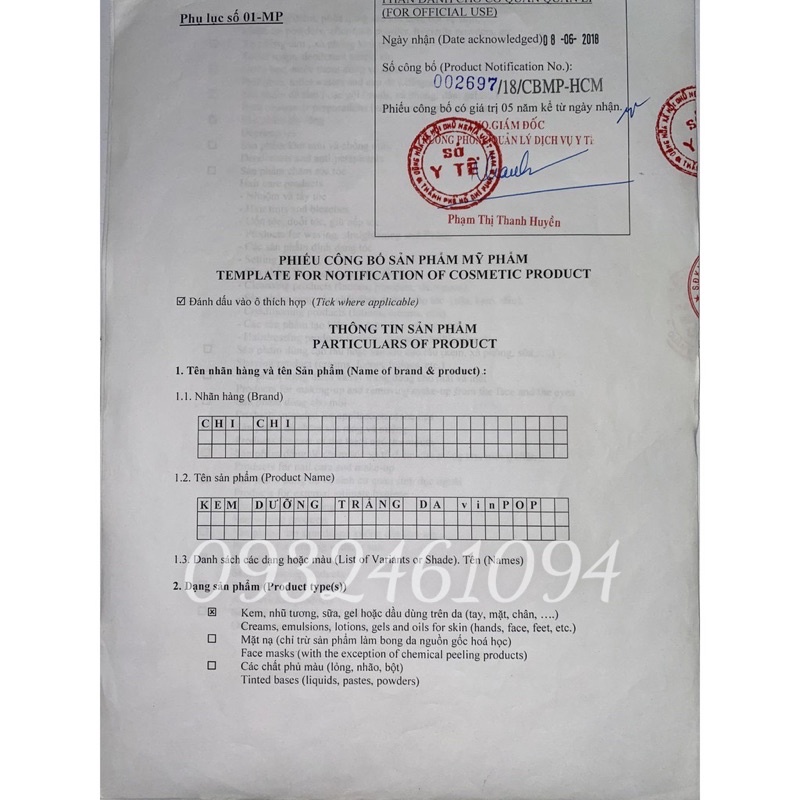 Phụ lục số 01-MP
PHẦN DÀNH CHO CƠ QUAN QUẢN LÍ
(FOR OFFICIAL USE)
Ngày nhận (Date acknowledged) 08 -06- 2018
Số công bố (Product Notification No.):
002697/18/CBMP-HCM
Phiếu công bố có giá trị 05 năm kể từ ngày nhận.
GIÁM ĐỐC
PHÒNG QUẢN LÝ DỊCH VỤ Y TẾ
SỞ
Y TẾ
Phạm Thị Thanh Huyền
PHIẾU CÔNG BỐ SẢN PHẨM MỸ PHẨM
TEMPLATE FOR NOTIFICATION OF COSMETIC PRODUCT
☑ Đánh dấu vào ô thích hợp (Tick where applicable)
THÔNG TIN SẢN PHẨM
PARTICULARS OF PRODUCT
1. Tên nhãn hàng và tên Sản phẩm (Name of brand & product) :
1.1. Nhãn hàng (Brand)
CHI CHI
1.2. Tên sản phẩm (Product Name)
KEM DƯỠNG TRẮNG DA vinPOP
0932461094
1.3. Danh sách các dạng hoặc màu (List of Variants or Shade). Tên (Names)
2. Dạng sản phẩm (Product type(s))
☒ Kem, nhũ tương, sữa, gel hoặc dầu dùng trên da (tay, mặt, chân, ….)
Creams, emulsions, lotions, gels and oils for skin (hands, face, feet, etc.)
☐ Mặt nạ (chỉ trừ sản phẩm làm bong da nguồn gốc hoá học)
Face masks (with the exception of chemical peeling products)
☐ Các chất phủ màu (lỏng, nhão, bột)
Tinted bases (liquids, pastes, powders)